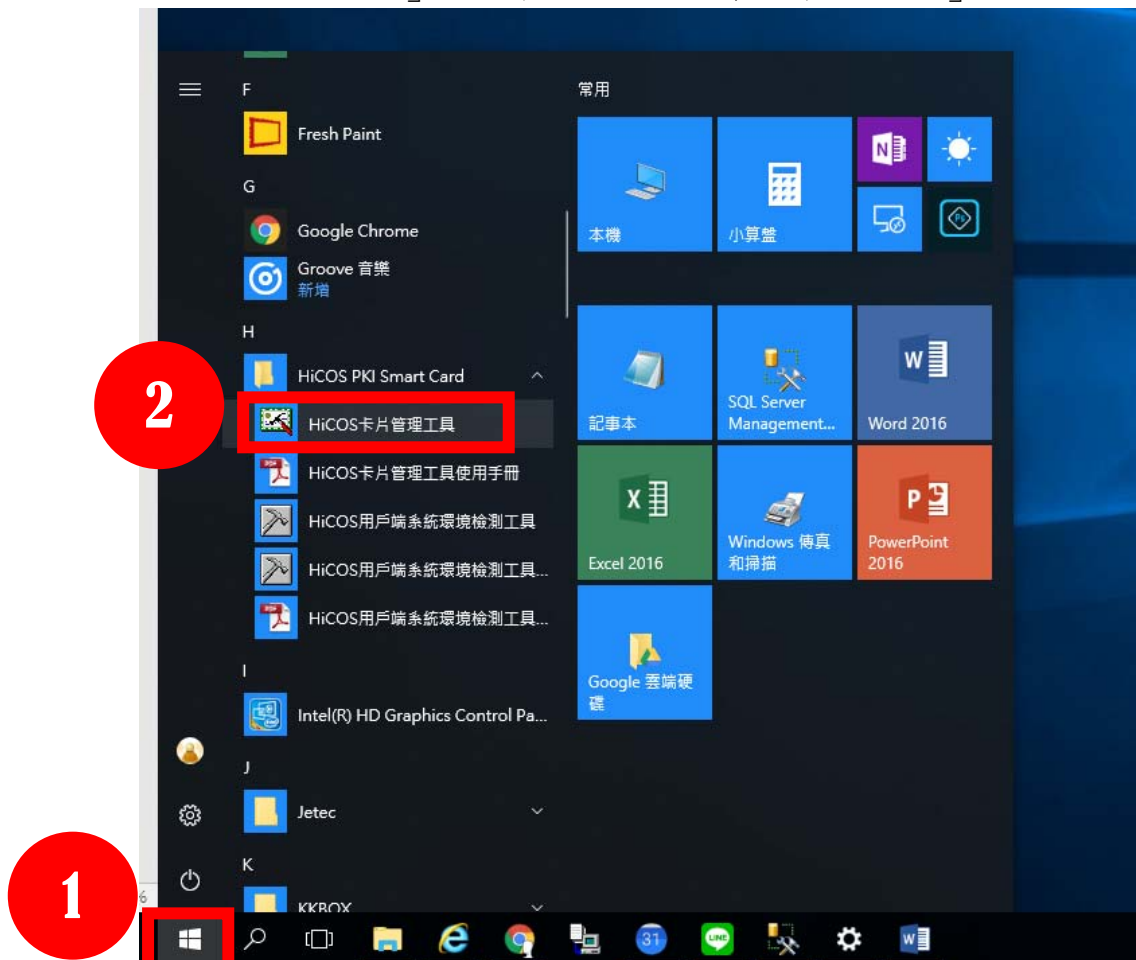 F
Fresh Paint
G
Google Chrome
Groove 音樂
新增
H
HiCOS PKI Smart Card
2
HiCOS卡片管理工具
HiCOS卡片管理工具使用手冊
HiCOS用戶端系統環境檢測工具
HiCOS用戶端系統環境檢測工具...
HiCOS用戶端系統環境檢測工具...
I
Intel(R) HD Graphics Control Pa...
J
Jetec
K
KKBOX
常用
本機
小算盤
N
Ps
記事本
SQL Server
Management...
W
Word 2016
X
Excel 2016
Windows 傳真
和掃描
P
PowerPoint
2016
Google 雲端硬
碟
1
31
LINE
W